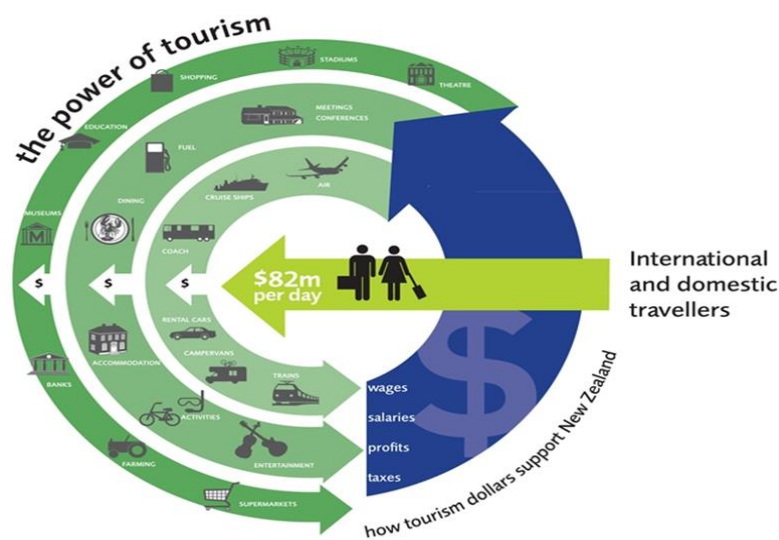 the power of tourism
STADIUMS
SHOPPING
THEATRE
EDUCATION
MUSEUMS
MEETINGS
CONFERENCES
FUEL
DINING
AIR
CRUISE SHIPS
COACH
$
$
$
$82m
per day
International
and domestic
travellers
RENTAL CARS
CAMPERVANS
TRAINS
ACCOMMODATION
ACTIVITIES
ENTERTAINMENT
BANKS
FARMING
SUPERMARKETS
wages
salaries
profits
taxes
$
how tourism dollars support New Zealand
M